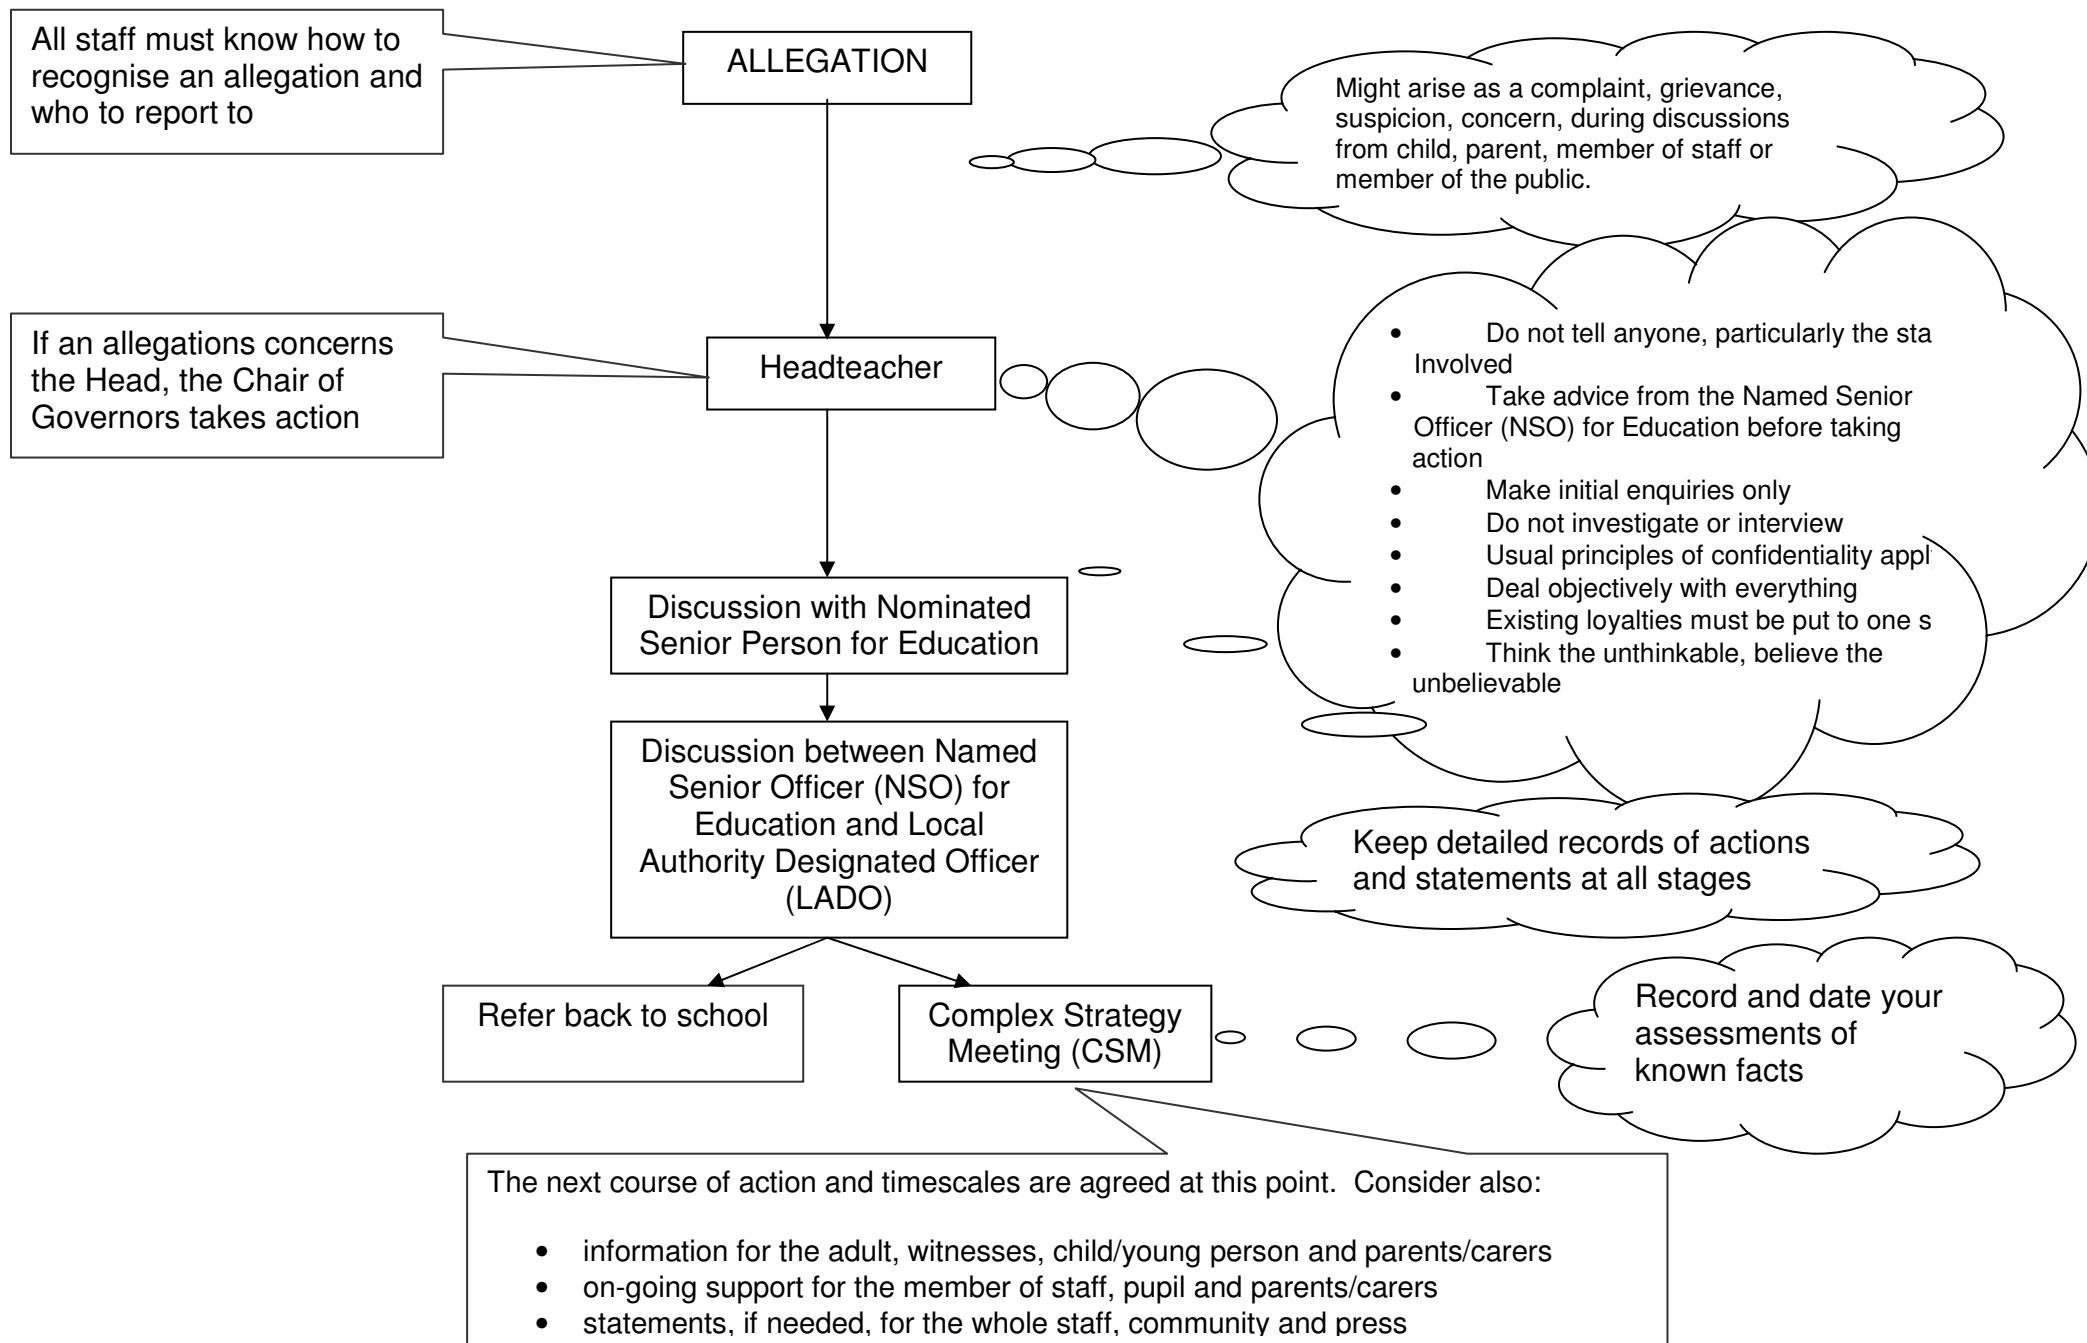 All staff must know how to
recognise an allegation and
who to report to
ALLEGATION
Might arise as a complaint, grievance,
suspicion, concern, during discussions
from child, parent, member of staff or
member of the public.
If an allegations concerns
the Head, the Chair of
Governors takes action
Headteacher
• Do not tell anyone, particularly the sta
Involved
• Take advice from the Named Senior
Officer (NSO) for Education before taking
action
• Make initial enquiries only
• Do not investigate or interview
• Usual principles of confidentiality appl
• Deal objectively with everything
• Existing loyalties must be put to one s
• Think the unthinkable, believe the
unbelievable
Discussion with Nominated
Senior Person for Education
Discussion between Named
Senior Officer (NSO) for
Education and Local
Authority Designated Officer
(LADO)
Keep detailed records of actions
and statements at all stages
Refer back to school
Complex Strategy
Meeting (CSM)
Record and date your
assessments of
known facts
The next course of action and timescales are agreed at this point.  Consider also:
• information for the adult, witnesses, child/young person and parents/carers
• on-going support for the member of staff, pupil and parents/carers
• statements, if needed, for the whole staff, community and press